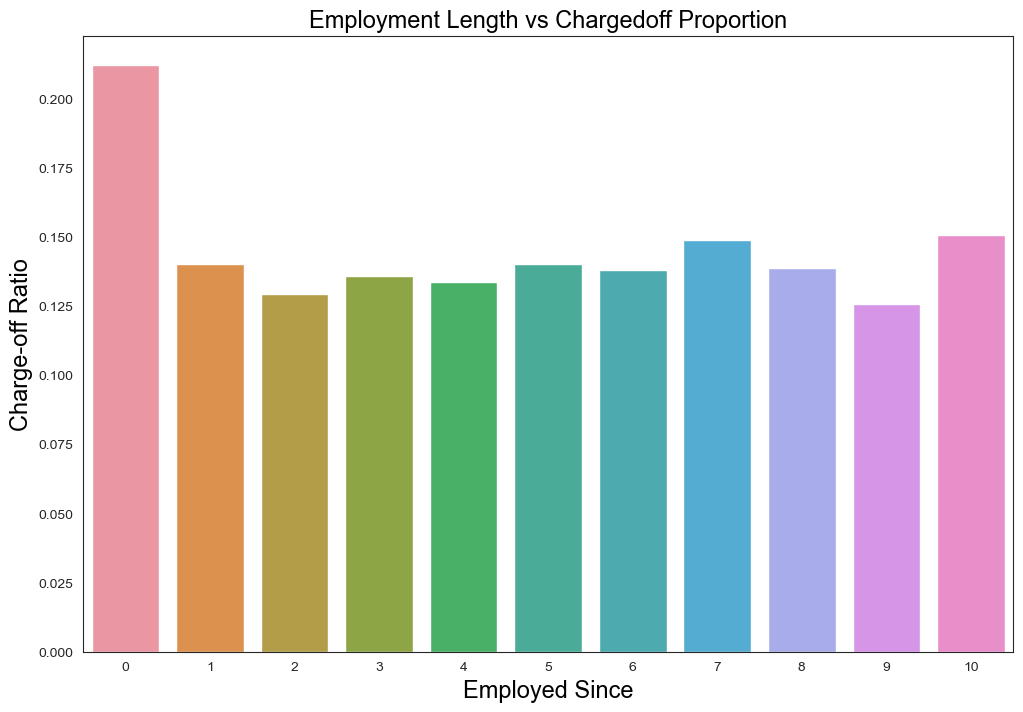 Employment Length vs Chargedoff Proportion
Charge-off Ratio
0.200
0.175
0.150
0.125
0.100
0.075
0.050
0.025
0.000
0 1 2 3 4 5 6 7 8 9 10
Employed Since